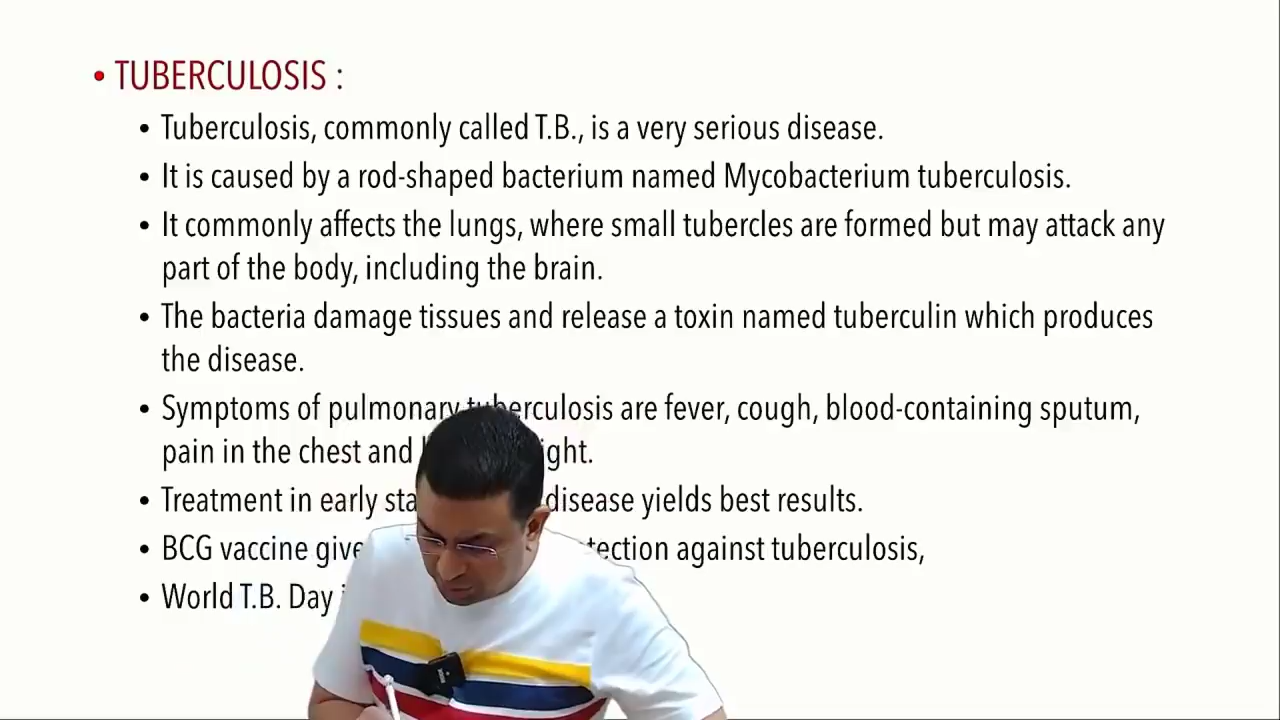 • TUBERCULOSIS :
• Tuberculosis, commonly called T.B., is a very serious disease.
• It is caused by a rod-shaped bacterium named Mycobacterium tuberculosis.
• It commonly affects the lungs, where small tubercles are formed but may attack any
part of the body, including the brain.
• The bacteria damage tissues and release a toxin named tuberculin which produces
the disease.
• Symptoms of pulmonary tuberculosis are fever, cough, blood-containing sputum,
pain in the chest and
• Treatment in early disease yields best results.
• BCG vaccine against tuberculosis,
• World T.B. Day